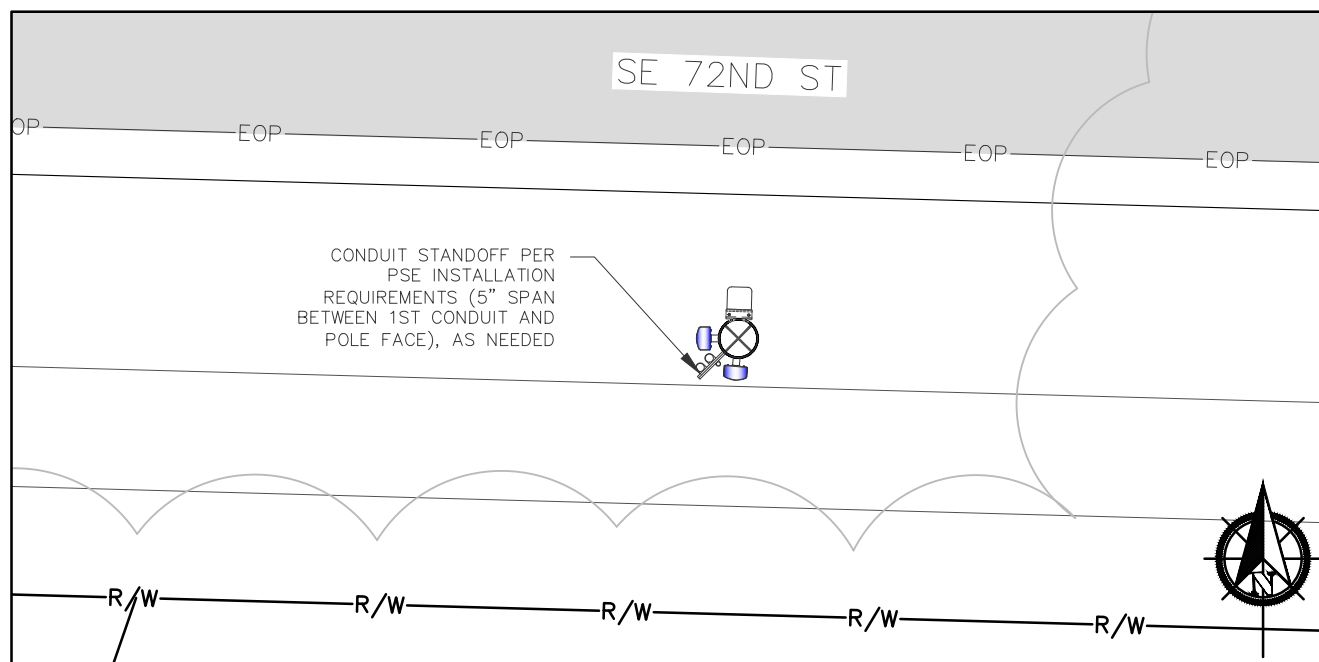 SE 72ND ST
OP EOP EOP EOP EOP EOP
CONDUIT STANDOFF PER
PSE INSTALLATION
REQUIREMENTS (5" SPAN
BETWEEN 1ST CONDUIT AND
POLE FACE), AS NEEDED
N
R/W R/W R/W R/W R/W